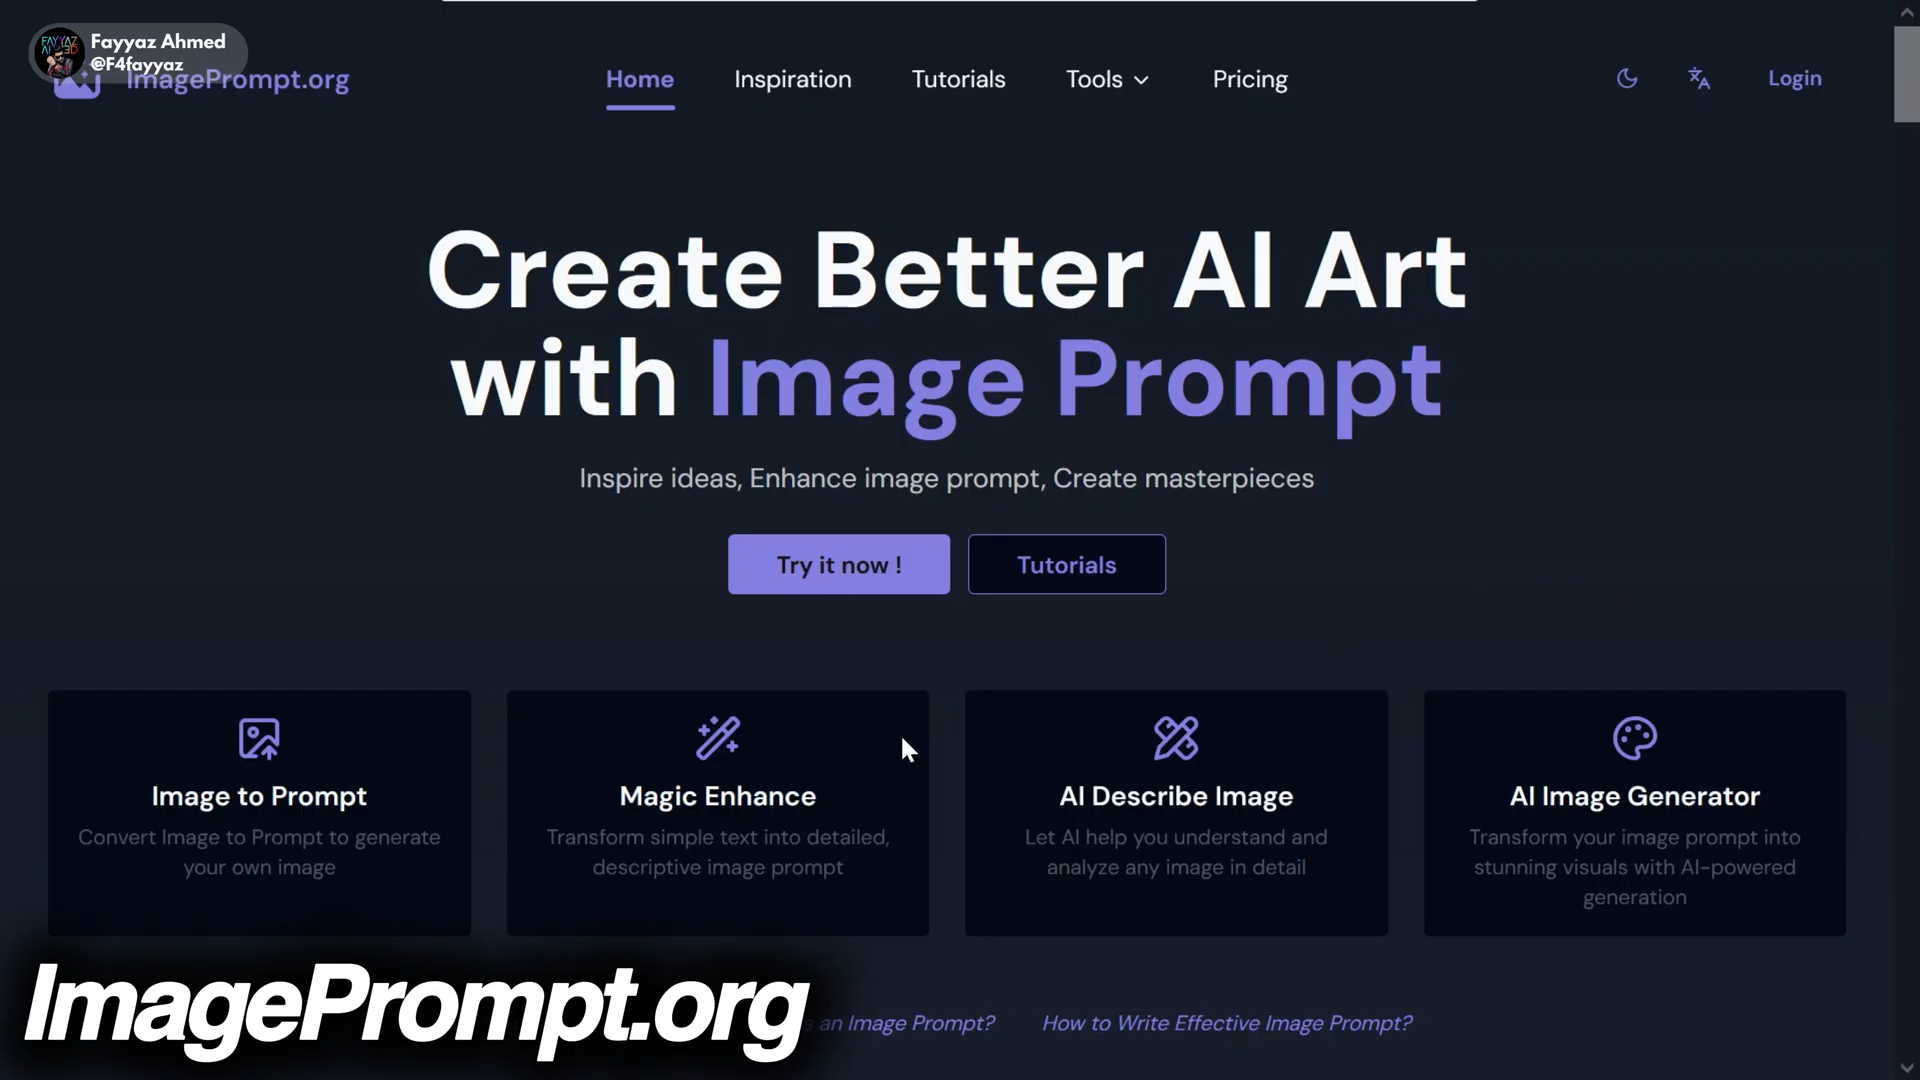 Fayyaz Ahmed
@F4fayyaz
ImagePrompt.org
Home
Inspiration
Tutorials
Tools
Pricing
Login
Create Better AI Art
with Image Prompt
Inspire ideas, Enhance image prompt, Create masterpieces
Try it now !
Tutorials
Image to Prompt
Convert Image to Prompt to generate
your own image
Magic Enhance
Transform simple text into detailed,
descriptive image prompt
AI Describe Image
Let AI help you understand and
analyze any image in detail
AI Image Generator
Transform your image prompt into
stunning visuals with AI-powered
generation
ImagePrompt.org
an Image Prompt?
How to Write Effective Image Prompt?